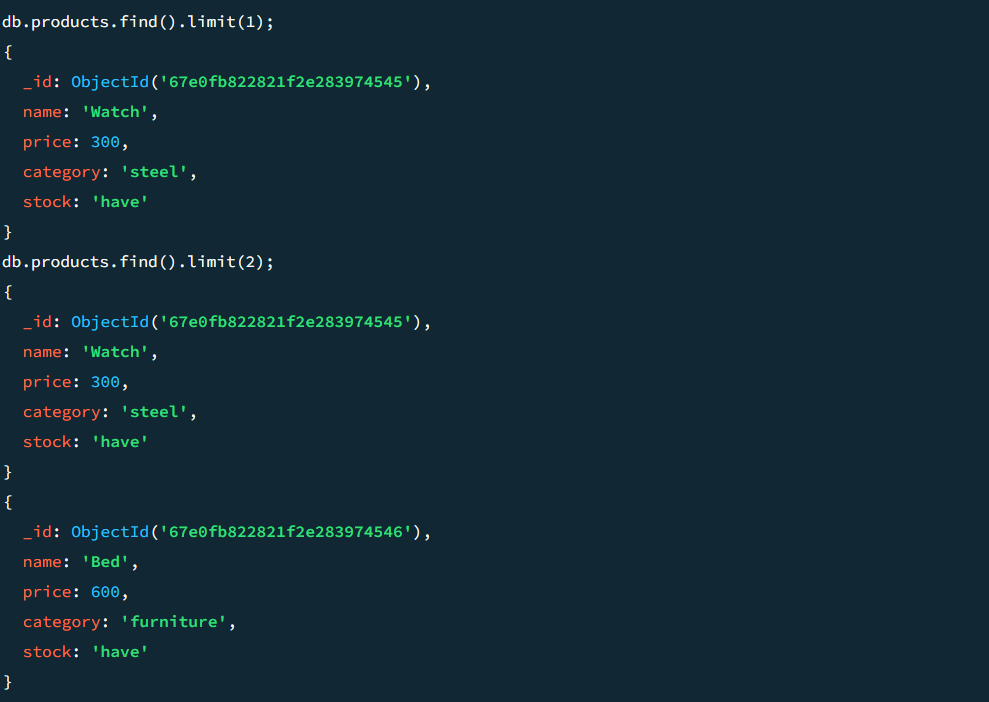 db.products.find().limit(1);
{
  _id: ObjectId('67e0fb822821f2e283974545'),
  name: 'Watch',
  price: 300,
  category: 'steel',
  stock: 'have'
}
db.products.find().limit(2);
{
  _id: ObjectId('67e0fb822821f2e283974545'),
  name: 'Watch',
  price: 300,
  category: 'steel',
  stock: 'have'
}
{
  _id: ObjectId('67e0fb822821f2e283974546'),
  name: 'Bed',
  price: 600,
  category: 'furniture',
  stock: 'have'
}